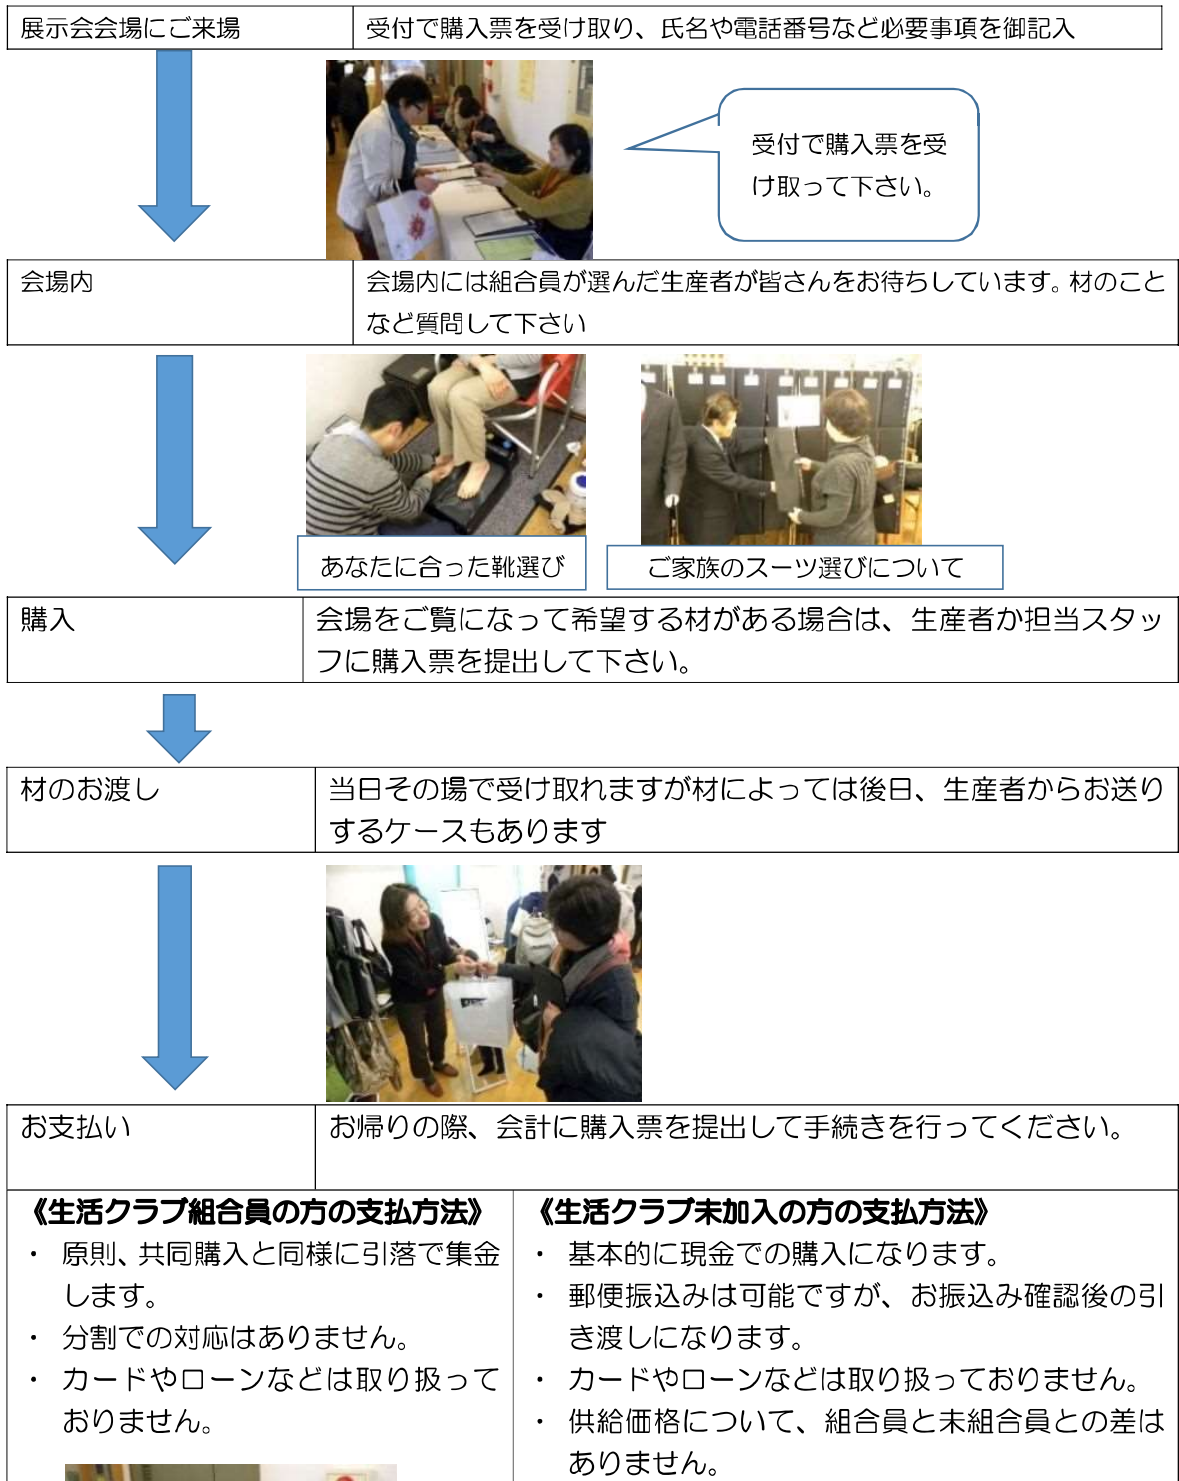 展示会会場にご来場
受付で購入票を受け取り、氏名や電話番号など必要事項を御記入
受付で購入票を受
け取って下さい。
会場内
会場内には組合員が選んだ生産者が皆さんをお待ちしています。材のこと
など質問して下さい
あなたに合った靴選び
ご家族のスーツ選びについて
購入
会場をご覧になって希望する材がある場合は、生産者か担当スタッ
フに購入票を提出して下さい。
材のお渡し
当日その場で受け取れますが材によっては後日、生産者からお送り
するケースもあります
お支払い
お帰りの際、会計に購入票を提出して手続きを行ってください。
《生活クラブ組合員の方の支払方法》
・ 原則、共同購入と同様に引落で集金
します。
・ 分割での対応はありません。
・ カードやローンなどは取り扱って
おりません。
《生活クラブ未加入の方の支払方法》
・ 基本的に現金での購入になります。
・ 郵便振込みは可能ですが、お振込み確認後の引
き渡しになります。
・ カードやローンなどは取り扱っておりません。
・ 供給価格について、組合員と未組合員との差は
ありません。